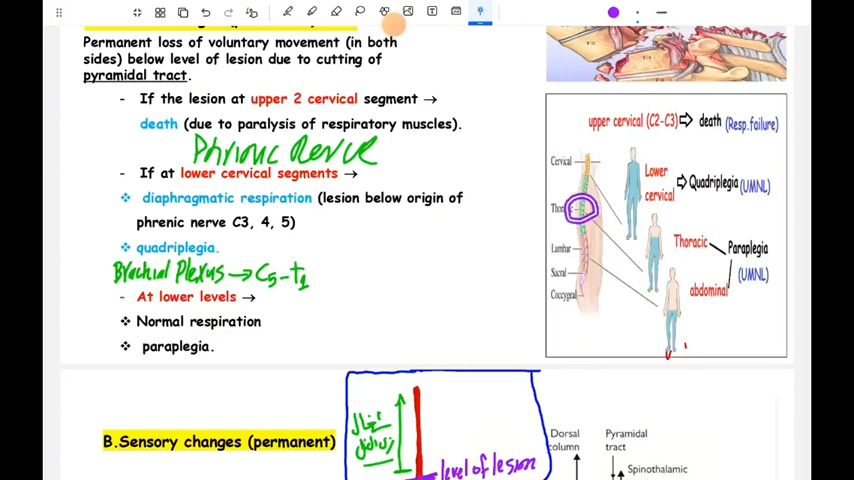 Permanent loss of voluntary movement (in both
sides) below level of lesion due to cutting of
pyramidal tract.
- If the lesion at upper 2 cervical segment →
death (due to paralysis of respiratory muscles).
Phrionic Nerve
- If at lower cervical segments →
❖ diaphragmatic respiration (lesion below origin of
phrenic nerve C3, 4, 5)
❖ quadriplegia.
Brachial Plexus → C5-t1
- At lower levels →
❖ Normal respiration
❖ paraplegia.
upper cervical (C2-C3) ⇒ death (Resp.failure)
Cervical
Lower
cervical ⇒ Quadriplegia
(UMNL)
Thoracic
Paraplegia
(UMNL)
abdominal
Lumbar
Sacral
Coccygeal
B.Sensory changes (permanent)
level of lesion
Dorsal
column
Pyramidal
tract
Spinothalamic